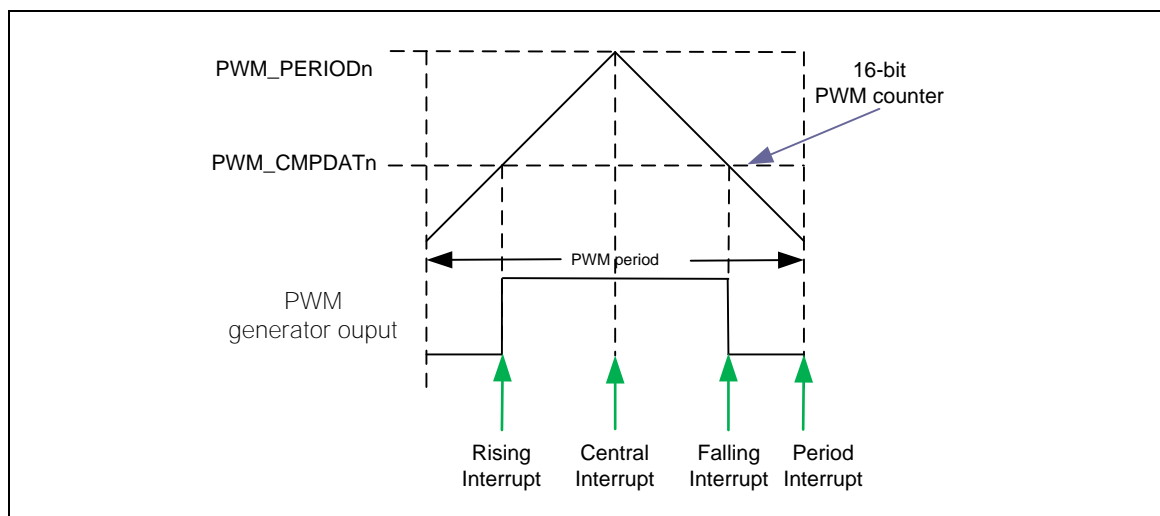 PWM_PERIODn
16-bit
PWM counter
PWM_CMPDATn
PWM period
PWM
generator ouput
Rising
Interrupt
Central
Interrupt
Falling
Interrupt
Period
Interrupt